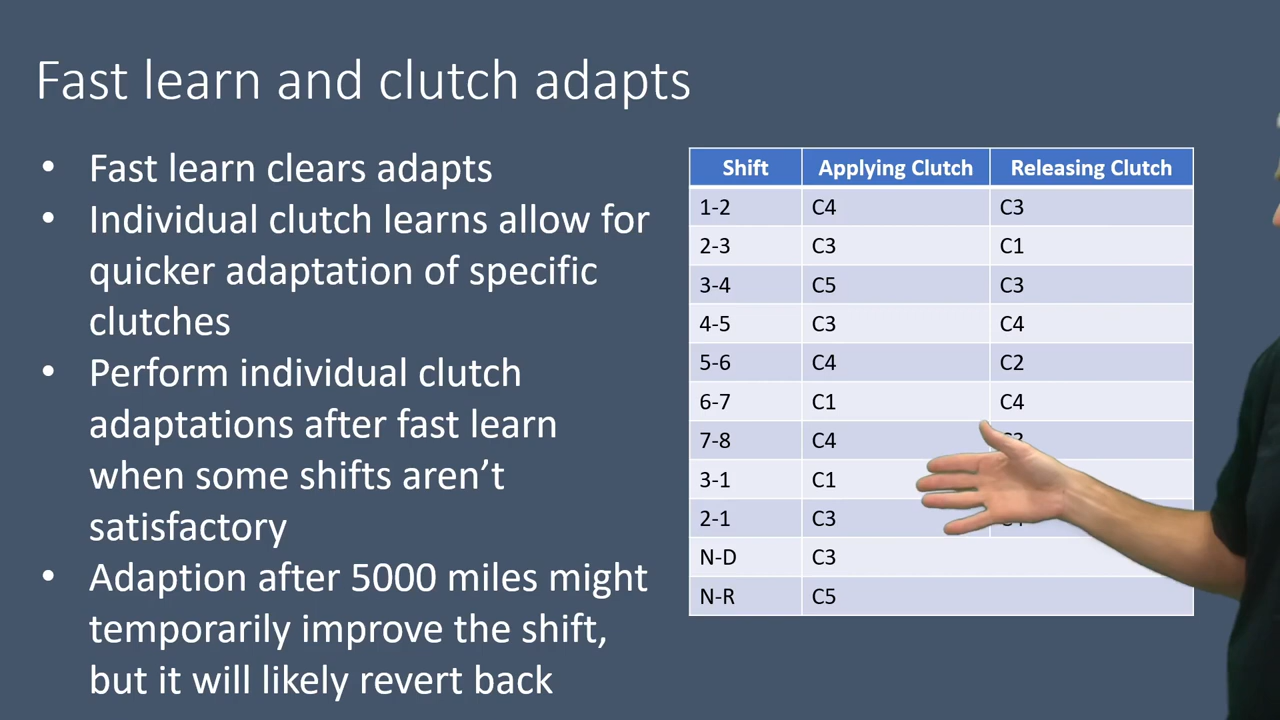 Fast learn and clutch adapts
• Fast learn clears adapts
• Individual clutch learns allow for
quicker adaptation of specific
clutches
• Perform individual clutch
adaptations after fast learn
when some shifts aren't
satisfactory
• Adaption after 5000 miles might
temporarily improve the shift,
but it will likely revert back
Shift Applying Clutch Releasing Clutch
1-2 C4 C3
2-3 C3 C1
3-4 C5 C3
4-5 C3 C4
5-6 C4 C2
6-7 C1 C4
7-8 C4
3-1 C1
2-1 C3
N-D C3
N-R C5